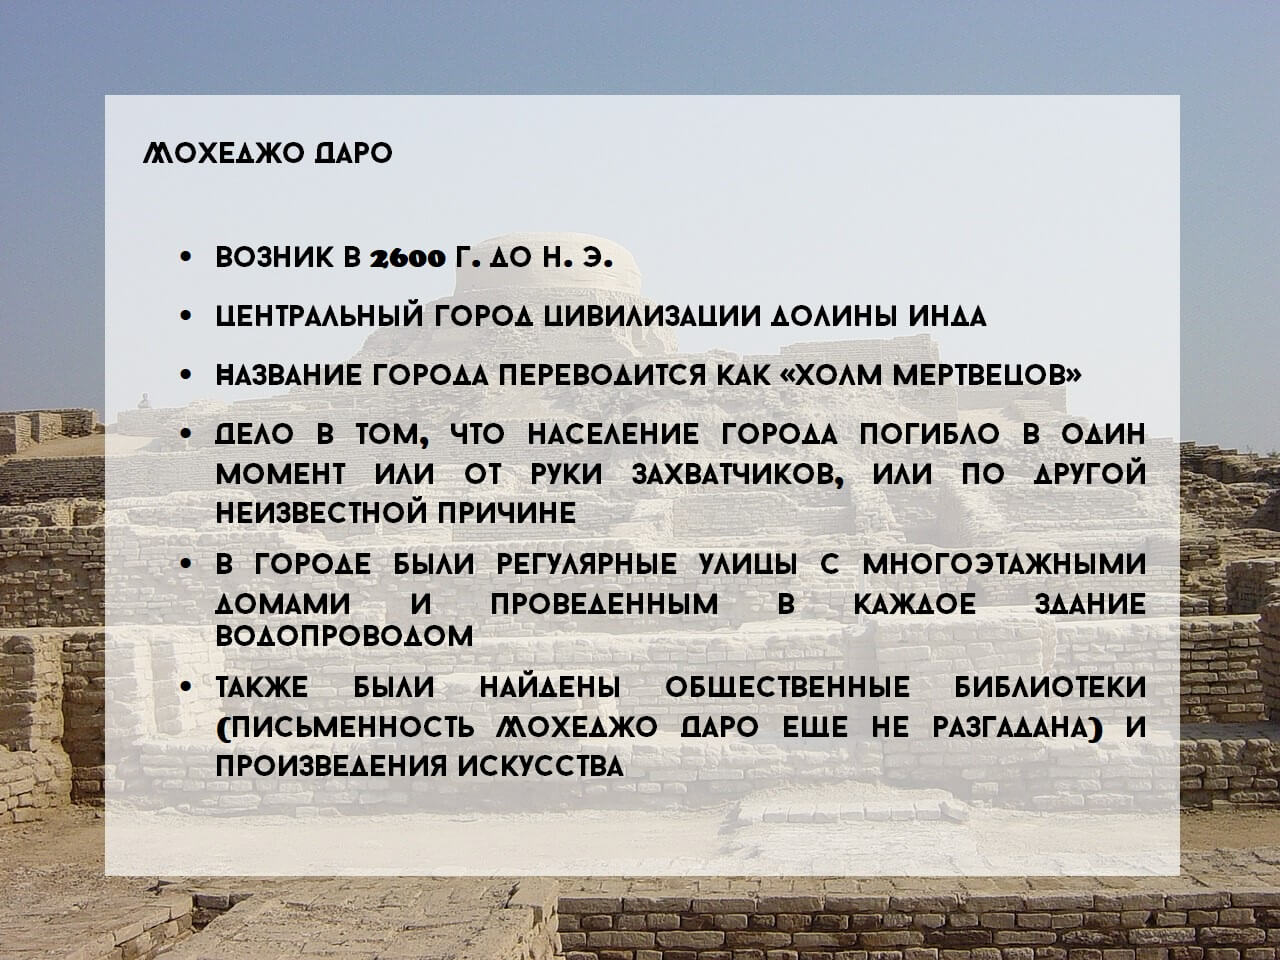 МОХЕДЖО ДАРО
• ВОЗНИК В 2600 Г. ДО Н. Э.
• ЦЕНТРАЛЬНЫЙ ГОРОД ЦИВИЛИЗАЦИИ ДОЛИНЫ ИНДА
• НАЗВАНИЕ ГОРОДА ПЕРЕВОДИТСЯ КАК «ХОЛМ МЕРТВЕЦОВ»
• ДЕЛО В ТОМ, ЧТО НАСЕЛЕНИЕ ГОРОДА ПОГИБЛО В ОДИН
МОМЕНТ ИЛИ ОТ РУКИ ЗАХВАТЧИКОВ, ИЛИ ПО ДРУГОЙ
НЕИЗВЕСТНОЙ ПРИЧИНЕ
• В ГОРОДЕ БЫЛИ РЕГУЛЯРНЫЕ УЛИЦЫ С МНОГОЭТАЖНЫМИ
ДОМАМИ И ПРОВЕДЕННЫМ В КАЖДОЕ ЗДАНИЕ
ВОДОПРОВОДОМ
• ТАКЖЕ БЫЛИ НАЙДЕНЫ ОБЩЕСТВЕННЫЕ БИБЛИОТЕКИ
(ПИСЬМЕННОСТЬ МОХЕДЖО ДАРО ЕЩЕ НЕ РАЗГАДАНА) И
ПРОИЗВЕДЕНИЯ ИСКУССТВА